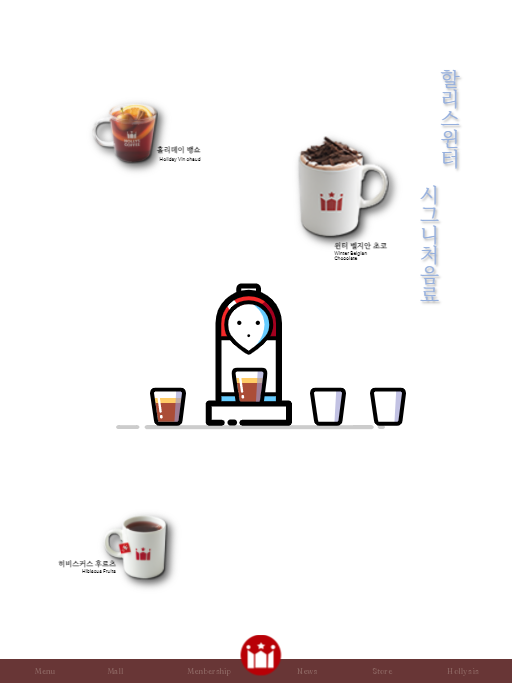 할리스윈터
시그니처음료
홀리데이 뱅쇼
Holiday Vin chaud
윈터 벨지안 초코
Winter Belgian
Chocolate
히비스커스 후르츠
Hibiscus Fruits
Menu
Mall
Membership
News
Store
Hollys is